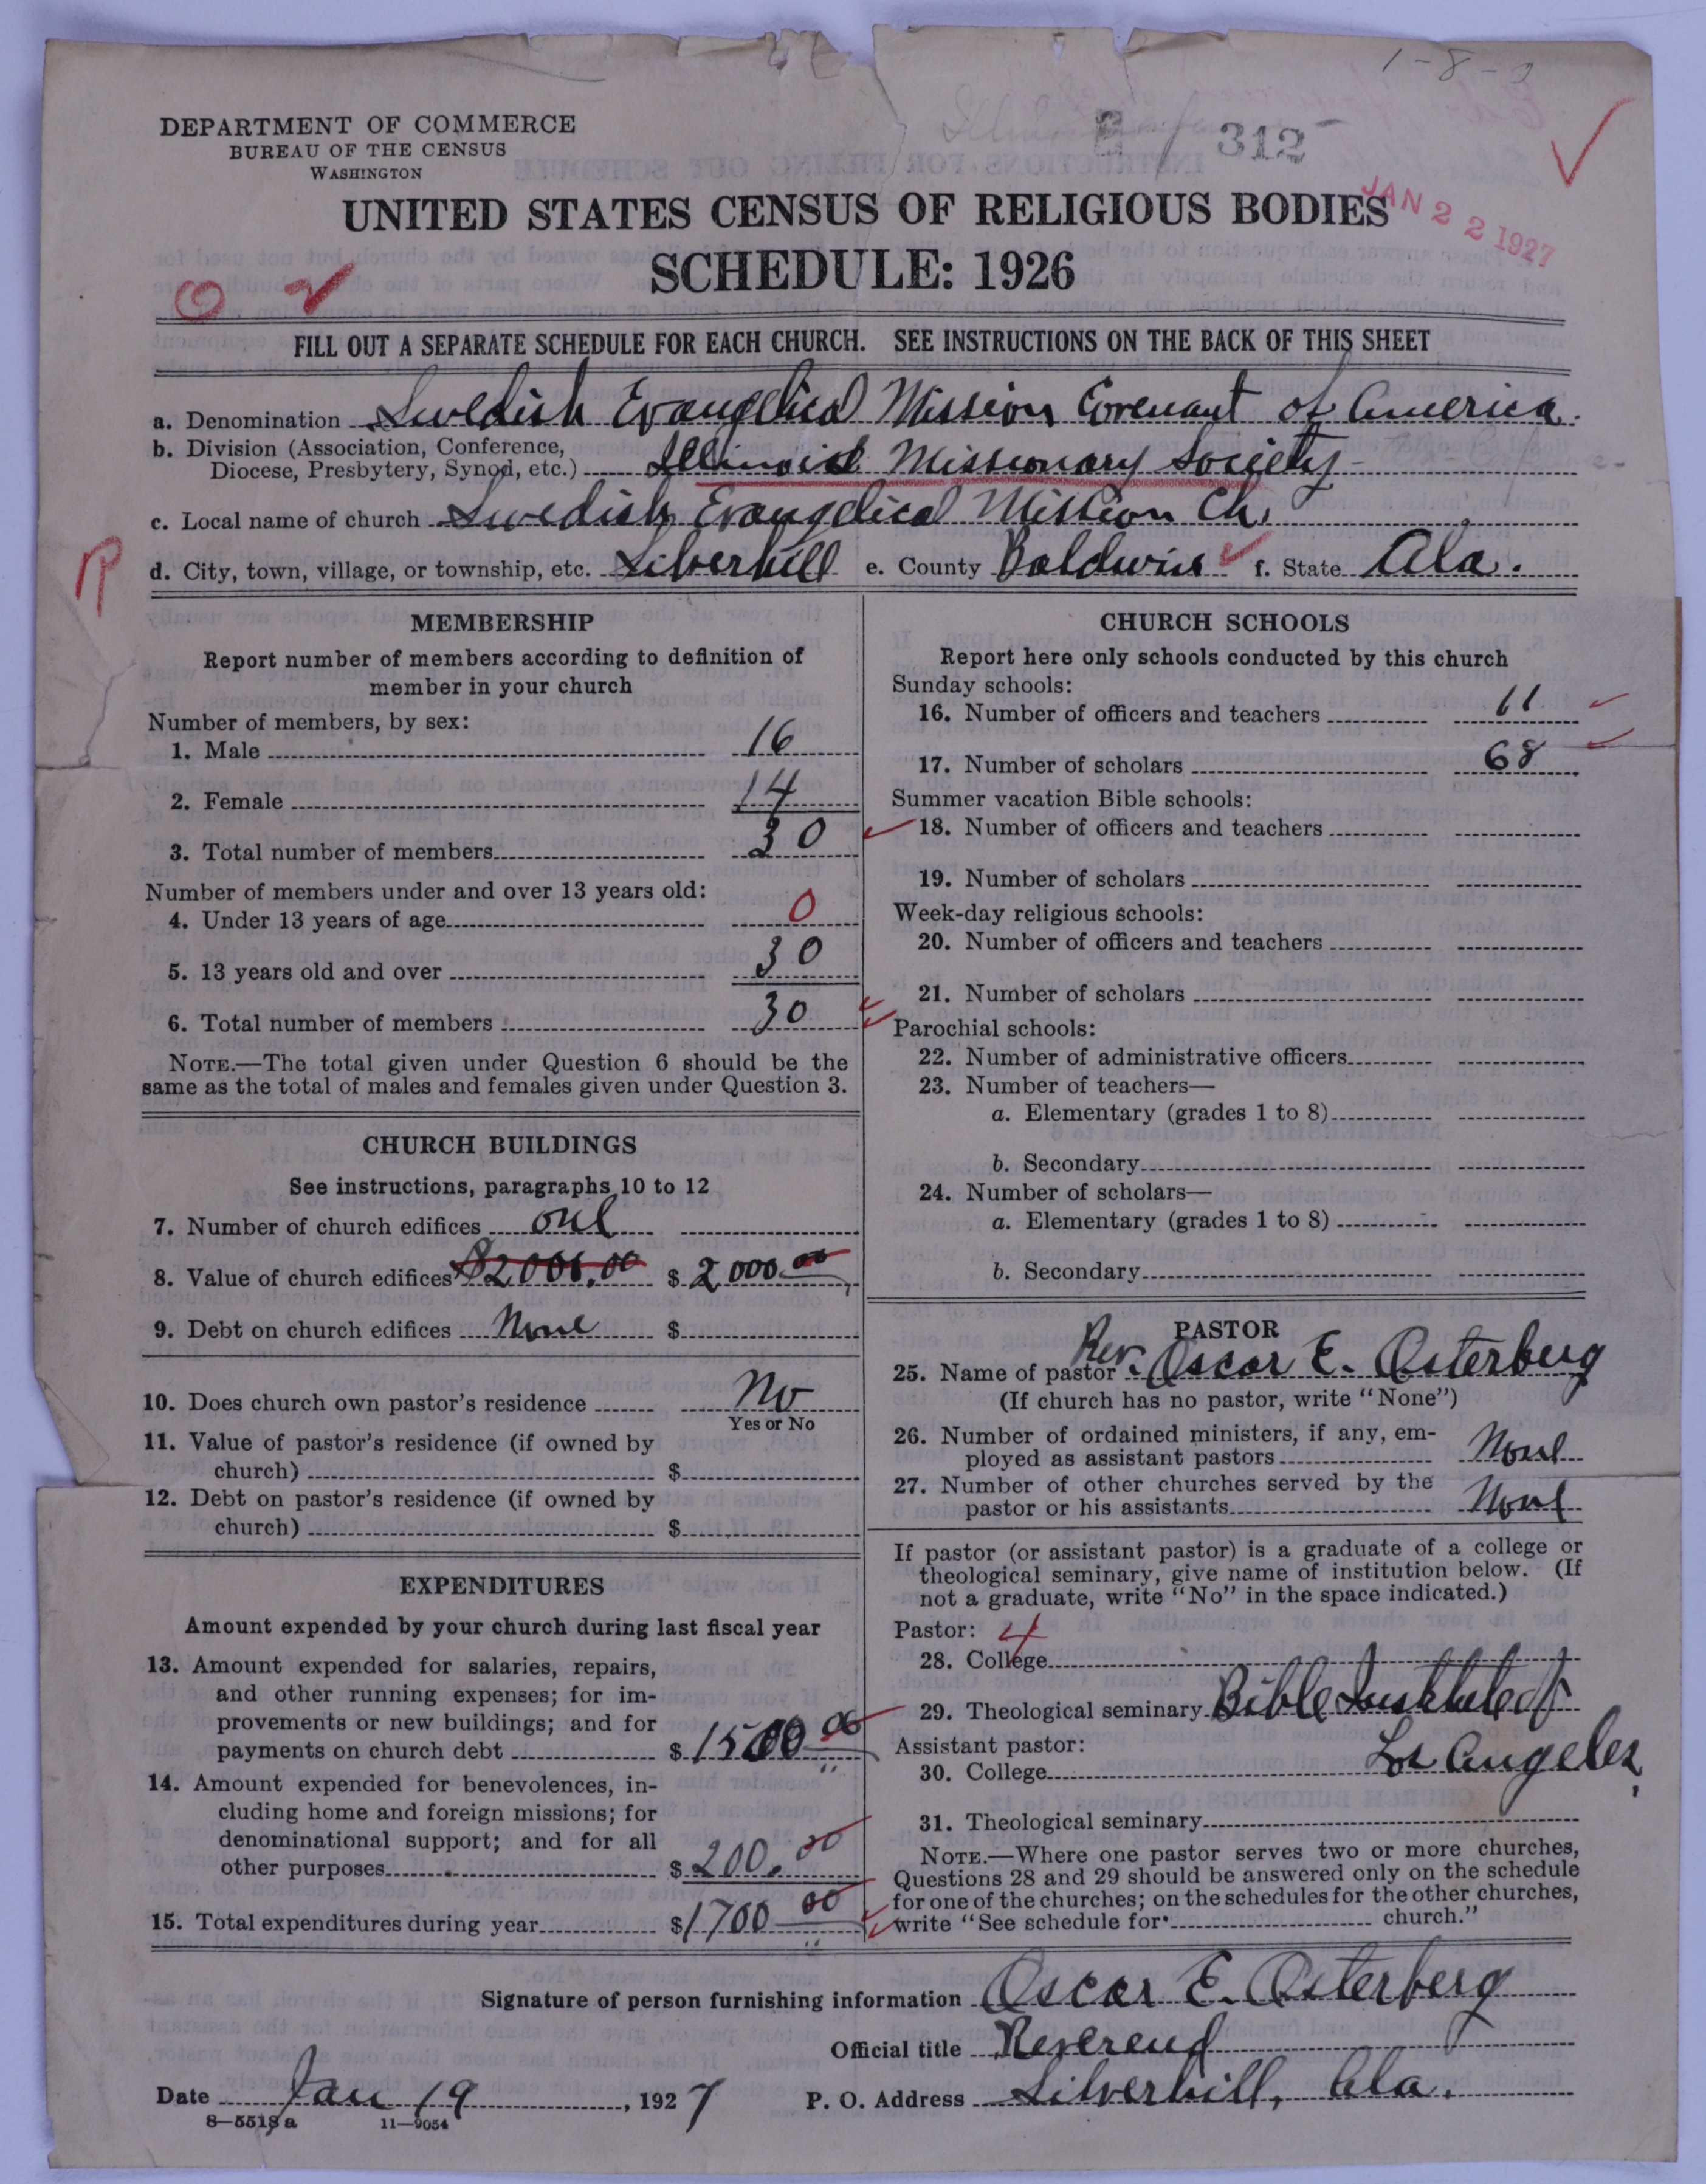 1-8-
312
JAN 22 1927
DEPARTMENT OF COMMERCE
BUREAU OF THE CENSUS
WASHINGTON
UNITED STATES CENSUS OF RELIGIOUS BODIES
SCHEDULE: 1926
FILL OUT A SEPARATE SCHEDULE FOR EACH CHURCH. SEE INSTRUCTIONS ON THE BACK OF THIS SHEET
a. Denomination Swedish Evangelical Mission Covenant of America.
b. Division (Association, Conference,
Diocese, Presbytery, Synod, etc.) Illinois Missionary Society
c. Local name of church Swedish Evangelical Mission Ch.
d. City, town, village, or township, etc. Silverhill e. County Baldwin f. State Ala.
MEMBERSHIP
Report number of members according to definition of
member in your church
Number of members, by sex:
1. Male 16
2. Female 14
3. Total number of members 30
Number of members under and over 13 years old:
4. Under 13 years of age 0
5. 13 years old and over 30
6. Total number of members 30
NOTE.—The total given under Question 6 should be the
same as the total of males and females given under Question 3.
CHURCH BUILDINGS
See instructions, paragraphs 10 to 12
7. Number of church edifices one
8. Value of church edifices $2000.00 $ 2000.00
9. Debt on church edifices None $
10. Does church own pastor's residence No
Yes or No
11. Value of pastor's residence (if owned by
church) $
12. Debt on pastor's residence (if owned by
church) $
EXPENDITURES
Amount expended by your church during last fiscal year
13. Amount expended for salaries, repairs,
and other running expenses; for im-
provements or new buildings; and for
payments on church debt $ 1500 00
14. Amount expended for benevolences, in-
cluding home and foreign missions; for
denominational support; and for all
other purposes $ 200.00
15. Total expenditures during year $ 1700 00
CHURCH SCHOOLS
Report here only schools conducted by this church
Sunday schools:
16. Number of officers and teachers 11
17. Number of scholars 68
Summer vacation Bible schools:
18. Number of officers and teachers
19. Number of scholars
Week-day religious schools:
20. Number of officers and teachers
21. Number of scholars
Parochial schools:
22. Number of administrative officers
23. Number of teachers—
a. Elementary (grades 1 to 8)
b. Secondary
24. Number of scholars—
a. Elementary (grades 1 to 8)
b. Secondary
PASTOR
25. Name of pastor Rev. Oscar E. Osterberg
(If church has no pastor, write "None")
26. Number of ordained ministers, if any, em-
ployed as assistant pastors None
27. Number of other churches served by the
pastor or his assistants None
If pastor (or assistant pastor) is a graduate of a college or
theological seminary, give name of institution below. (If
not a graduate, write "No" in the space indicated.)
Pastor: 4
28. College
29. Theological seminary Bible Institute of
Assistant pastor: Los Angeles
30. College
31. Theological seminary
NOTE.—Where one pastor serves two or more churches,
Questions 28 and 29 should be answered only on the schedule
for one of the churches; on the schedules for the other churches,
write "See schedule for church."
Signature of person furnishing information Oscar E. Osterberg
Official title Reverend
Date Jan 19, 1927 P. O. Address Silverhill, Ala.
8-5518 a 11-9054